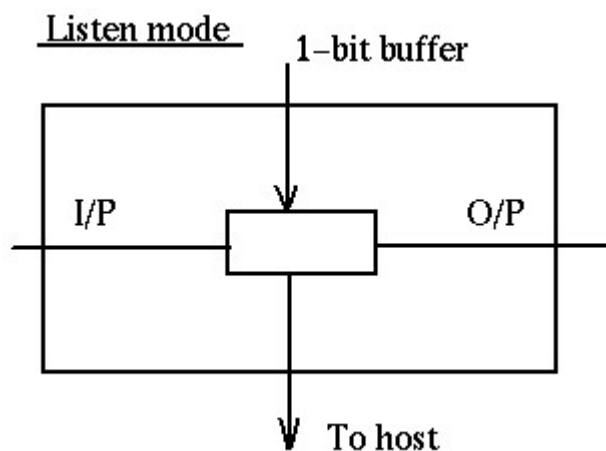 Listen mode
1–bit buffer
I/P
O/P
To host